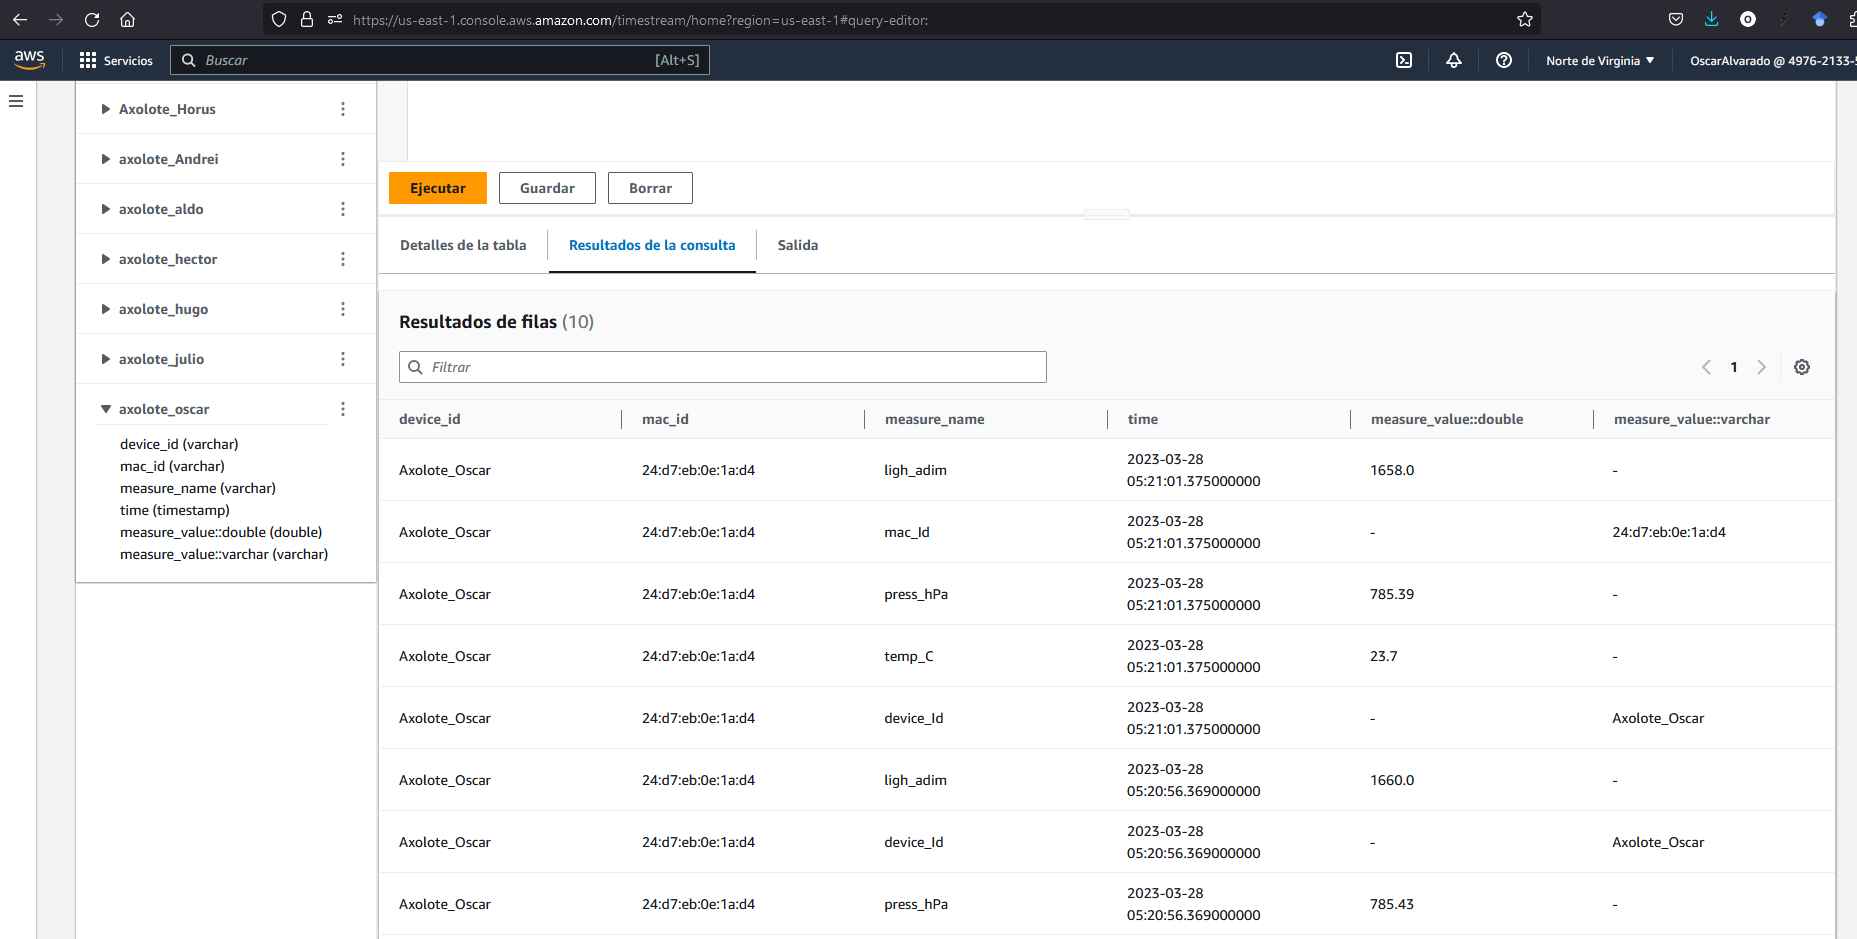 https://us-east-1.console.aws.amazon.com/timestream/home?region=us-east-1#query-editor:
aws
Servicios
Buscar
[Alt+S]
Norte de Virginia
OscarAlvarado @ 4976-2133-
Axolote_Horus
axolote_Andrei
axolote_aldo
axolote_hector
axolote_hugo
axolote_julio
axolote_oscar
device_id (varchar)
mac_id (varchar)
measure_name (varchar)
time (timestamp)
measure_value::double (double)
measure_value::varchar (varchar)
Ejecutar Guardar Borrar
Detalles de la tabla Resultados de la consulta Salida
Resultados de filas (10)
Filtrar
1
device_id mac_id measure_name time measure_value::double measure_value::varchar
Axolote_Oscar 24:d7:eb:0e:1a:d4 ligh_adim 2023-03-28 05:21:01.375000000 1658.0 -
Axolote_Oscar 24:d7:eb:0e:1a:d4 mac_Id 2023-03-28 05:21:01.375000000 - 24:d7:eb:0e:1a:d4
Axolote_Oscar 24:d7:eb:0e:1a:d4 press_hPa 2023-03-28 05:21:01.375000000 785.39 -
Axolote_Oscar 24:d7:eb:0e:1a:d4 temp_C 2023-03-28 05:21:01.375000000 23.7 -
Axolote_Oscar 24:d7:eb:0e:1a:d4 device_Id 2023-03-28 05:21:01.375000000 - Axolote_Oscar
Axolote_Oscar 24:d7:eb:0e:1a:d4 ligh_adim 2023-03-28 05:20:56.369000000 1660.0 -
Axolote_Oscar 24:d7:eb:0e:1a:d4 device_Id 2023-03-28 05:20:56.369000000 - Axolote_Oscar
Axolote_Oscar 24:d7:eb:0e:1a:d4 press_hPa 2023-03-28 05:20:56.369000000 785.43 -